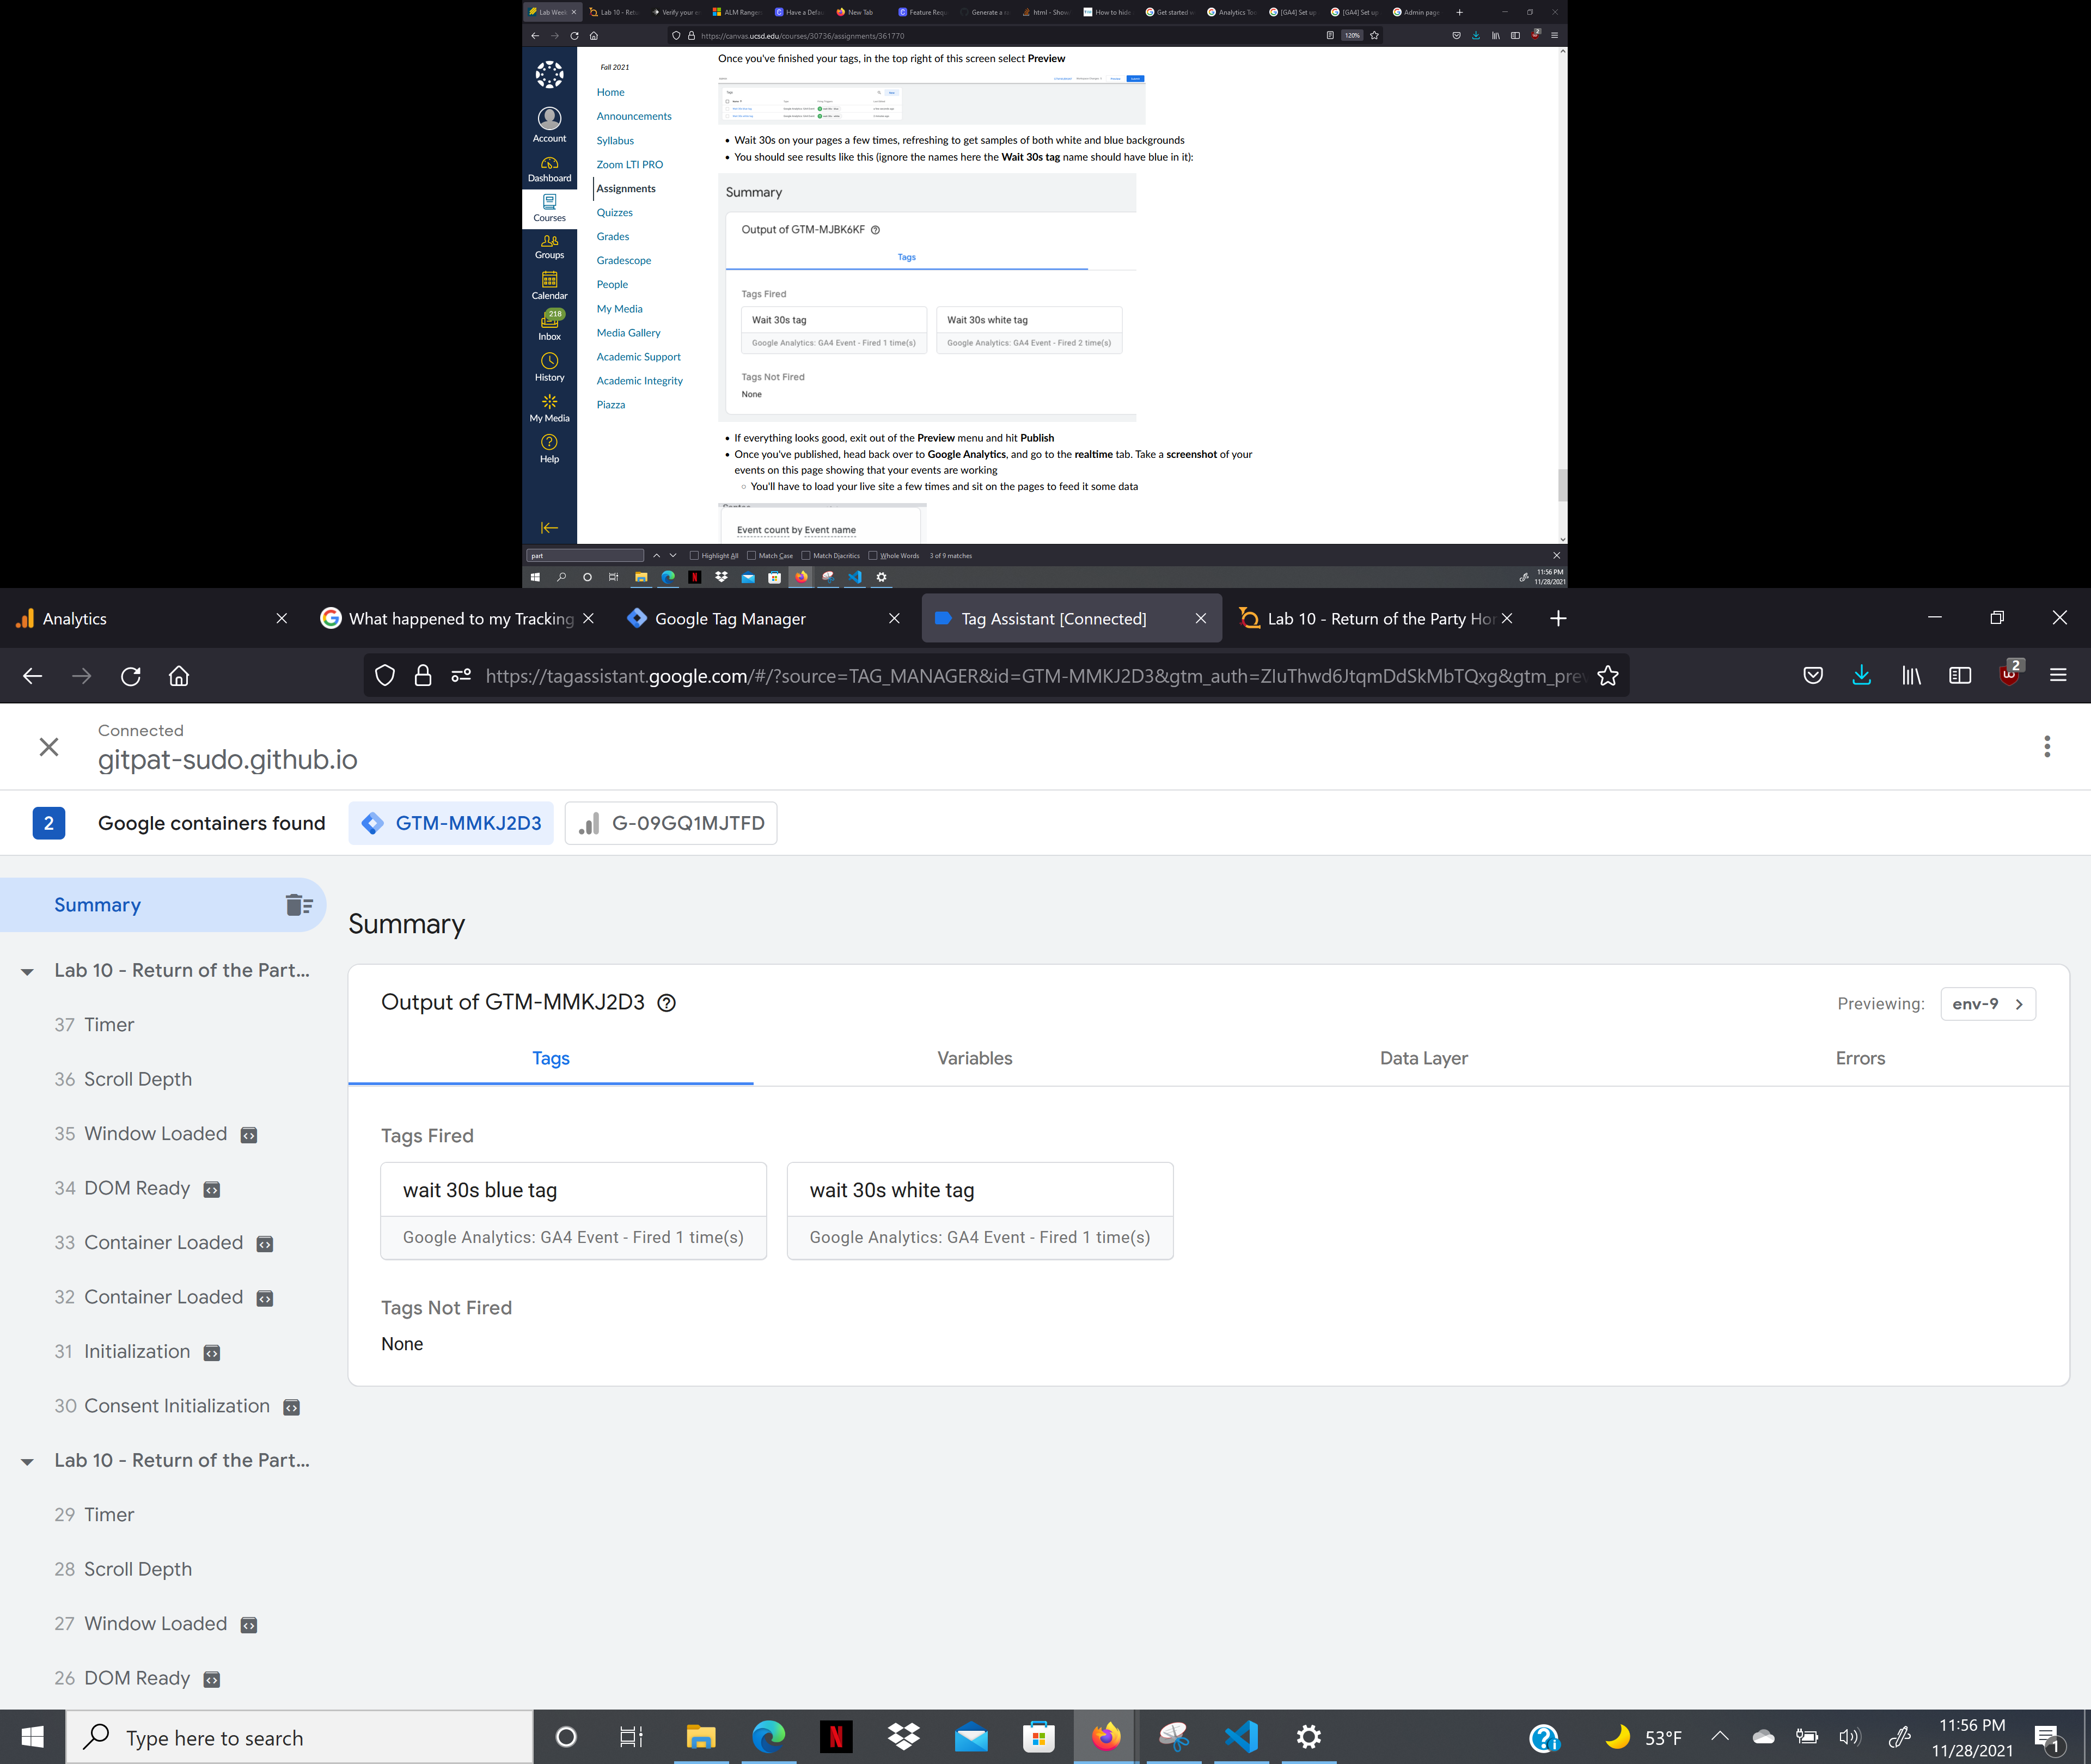 Lab Week
Lab 10 - Retu
Verify your e
ALM Ranger
Have a Defa
New Tab
Feature Req
Generate a c
html - Show
How to hide
Get started w
Analytics Too
[GA4] Set up
[GA4] Set up
Admin page
https://canvas.ucsd.edu/courses/30736/assignments/361770
120%
Account
Dashboard
Courses
Groups
Calendar
218
Inbox
History
My Media
Help
Fall 2021
Home
Announcements
Syllabus
Zoom LTI PRO
Assignments
Quizzes
Grades
Gradescope
People
My Media
Media Gallery
Academic Support
Academic Integrity
Piazza
Once you've finished your tags, in the top right of this screen select Preview
Tags
• Wait 30s on your pages a few times, refreshing to get samples of both white and blue backgrounds
• You should see results like this (ignore the names here the Wait 30s tag name should have blue in it):
Summary
Output of GTM-MJBK6KF
Tags
Tags Fired
Wait 30s tag
Google Analytics: GA4 Event - Fired 1 time(s)
Wait 30s white tag
Google Analytics: GA4 Event - Fired 2 time(s)
Tags Not Fired
None
• If everything looks good, exit out of the Preview menu and hit Publish
• Once you've published, head back over to Google Analytics, and go to the realtime tab. Take a screenshot of your
events on this page showing that your events are working
○ You'll have to load your live site a few times and sit on the pages to feed it some data
Event count by Event name
part
Highlight All
Match Case
Match Diacritics
Whole Words
3 of 9 matches
11:56 PM
11/28/2021
Analytics
What happened to my Tracking
Google Tag Manager
Tag Assistant [Connected]
Lab 10 - Return of the Party Hor
https://tagassistant.google.com/#/?source=TAG_MANAGER&id=GTM-MMKJ2D3&gtm_auth=ZIuThwd6JtqmDdSkMbTQxg&gtm_prev
2
Connected
gitpat-sudo.github.io
2
Google containers found
GTM-MMKJ2D3
G-09GQ1MJTFD
Summary
Lab 10 - Return of the Part...
37 Timer
36 Scroll Depth
35 Window Loaded
34 DOM Ready
33 Container Loaded
32 Container Loaded
31 Initialization
30 Consent Initialization
Lab 10 - Return of the Part...
29 Timer
28 Scroll Depth
27 Window Loaded
26 DOM Ready
Summary
Output of GTM-MMKJ2D3
Previewing:
env-9
Tags
Variables
Data Layer
Errors
Tags Fired
wait 30s blue tag
Google Analytics: GA4 Event - Fired 1 time(s)
wait 30s white tag
Google Analytics: GA4 Event - Fired 1 time(s)
Tags Not Fired
None
Type here to search
53°F
11:56 PM
11/28/2021
1